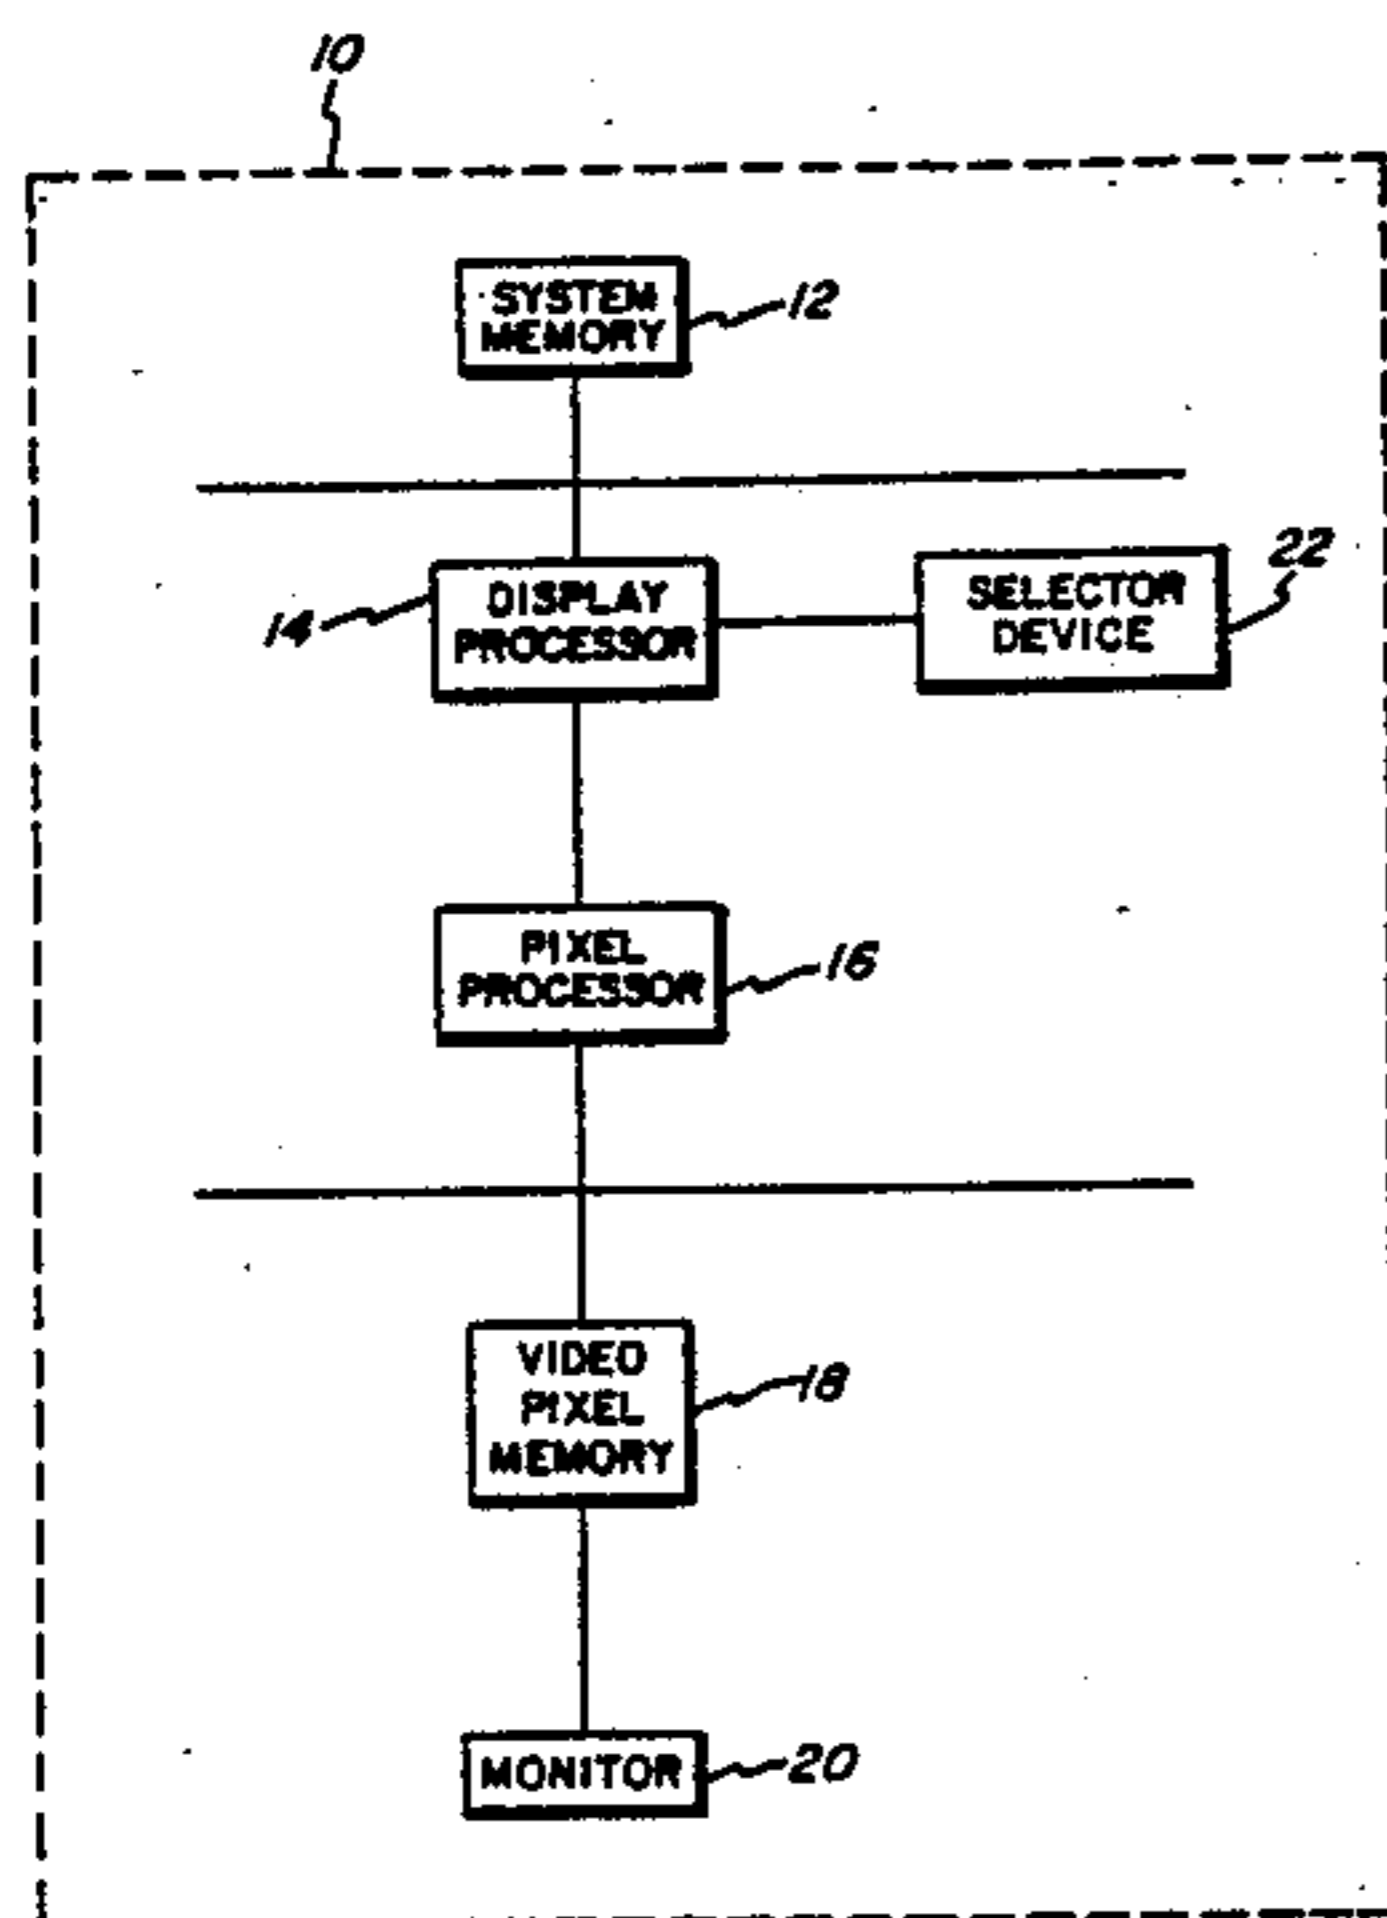 10
SYSTEM
MEMORY
12
DISPLAY
PROCESSOR
14
SELECTOR
DEVICE
22
PIXEL
PROCESSOR
16
VIDEO
PIXEL
MEMORY
18
MONITOR
20